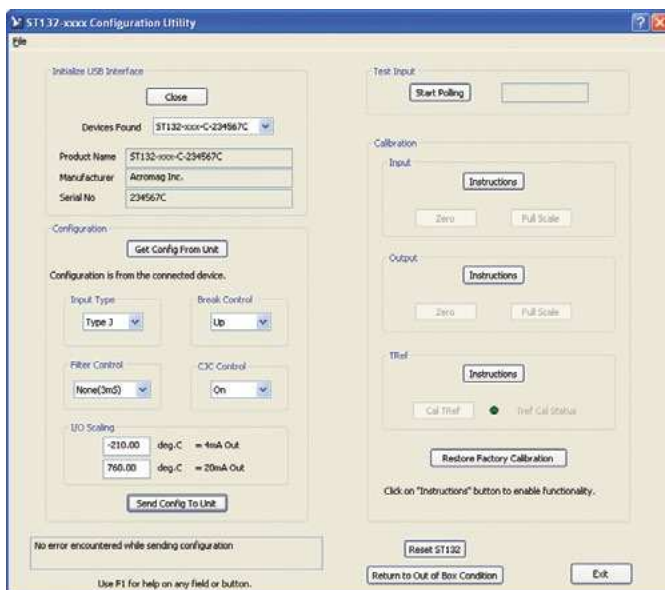 ST132-xxxx Configuration Utility
File
Initialize USB Interface
Close
Devices Found ST132-xxx-C-234567C
Product Name ST132-xxx-C-234567C
Manufacturer Acromag Inc.
Serial No 234567C
Configuration
Get Config From Unit
Configuration is from the connected device.
Input Type Break Control
Type J Up
Filter Control CJC Control
None(3mS) On
I/O Scaling
-210.00 deg.C = 4mA Out
760.00 deg.C = 20mA Out
Send Config To Unit
No error encountered while sending configuration
Use F1 for help on any field or button.
Test Input
Start Polling
Calibration
Input
Instructions
Zero Full Scale
Output
Instructions
Zero Full Scale
TRef
Instructions
Cal TRef Tref Cal Status
Restore Factory Calibration
Click on "Instructions" button to enable functionality.
Reset ST132
Return to Out of Box Condition Exit